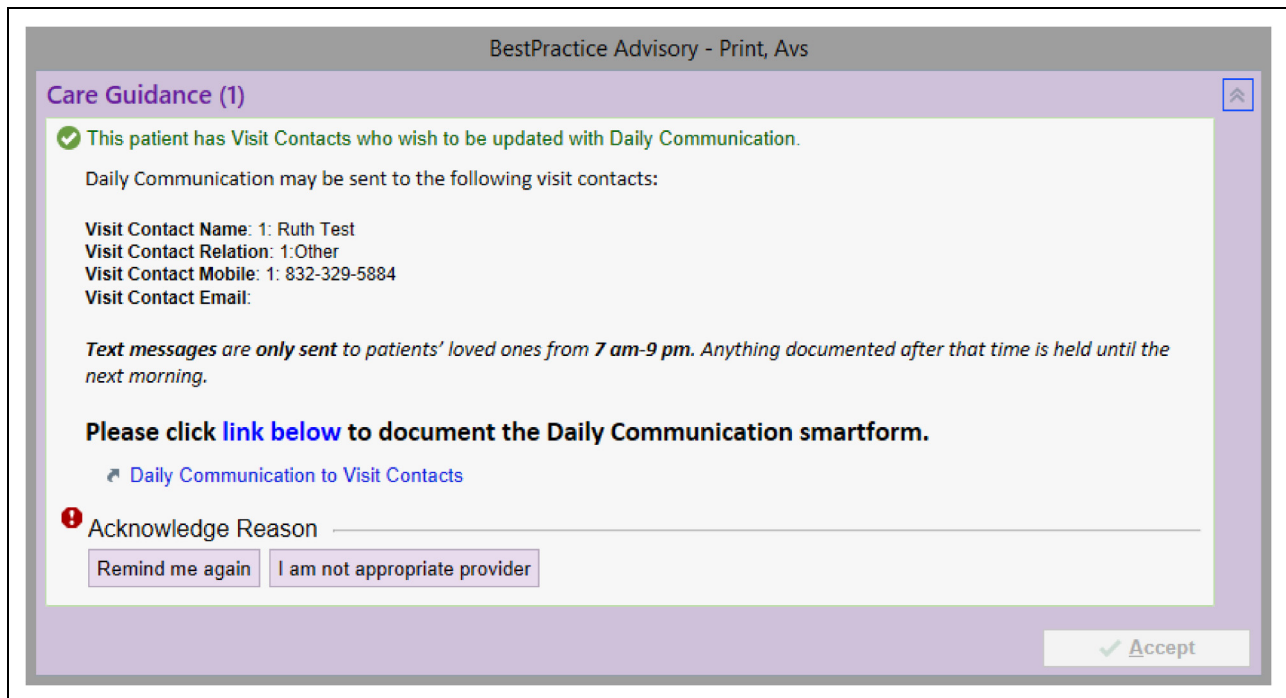 BestPractice Advisory - Print, Avs
Care Guidance (1)
This patient has Visit Contacts who wish to be updated with Daily Communication.
Daily Communication may be sent to the following visit contacts:
Visit Contact Name: 1: Ruth Test
Visit Contact Relation: 1:Other
Visit Contact Mobile: 1: 832-329-5884
Visit Contact Email:
Text messages are only sent to patients’ loved ones from 7 am-9 pm. Anything documented after that time is held until the
next morning.
Please click link below to document the Daily Communication smartform.
Daily Communication to Visit Contacts
Acknowledge Reason
Remind me again I am not appropriate provider
Accept